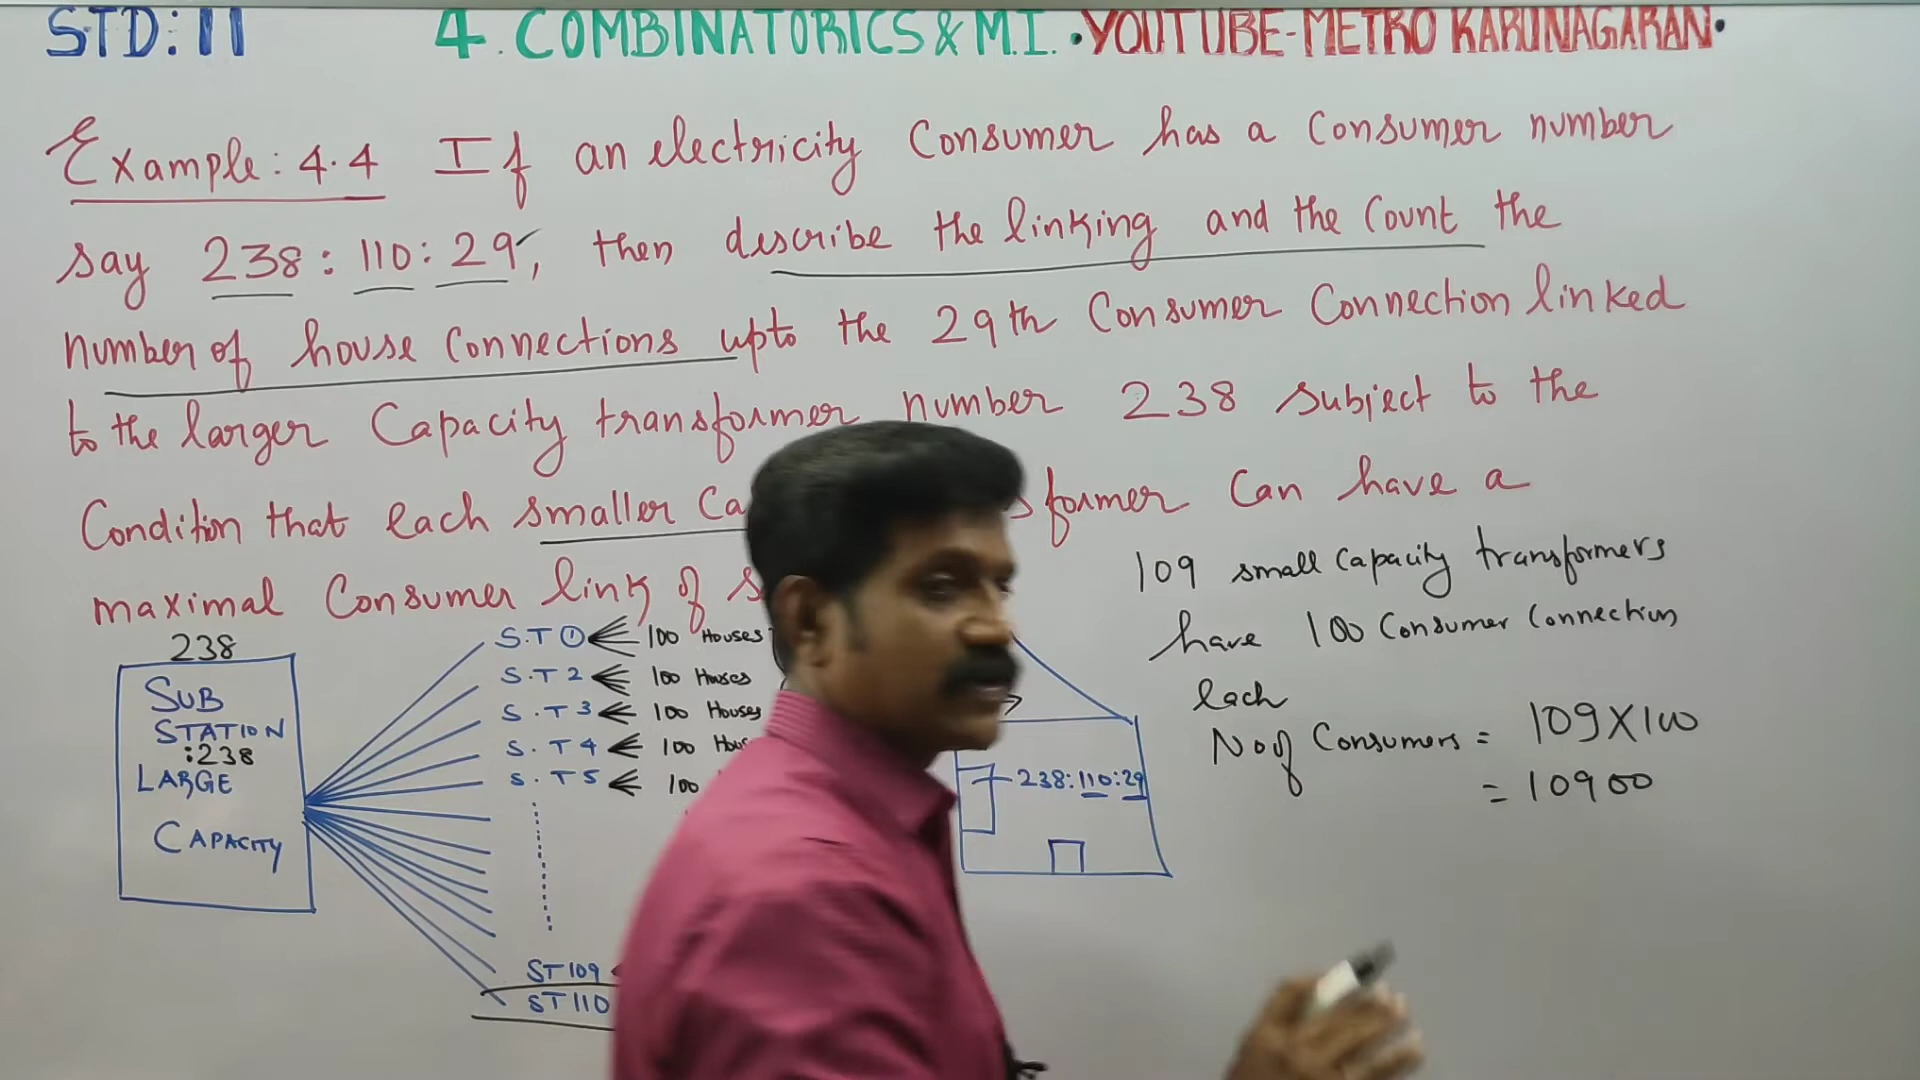 STD: 11 4. COMBINATORICS & M.I. • YOUTUBE-METRO KARUNAGARAN •
Example: 4.4 If an electricity Consumer has a Consumer number
say 238 : 110 : 29, then describe the linking and the Count the
number of house Connections upto the 29th Consumer Connection linked
to the larger Capacity transformer number 238 subject to the
Condition that each smaller Ca former Can have a
maximal Consumer link of
238
SUB
STATION
:238
LARGE
CAPACITY
S.T 1 100 Houses
S.T 2 100 Houses
S.T 3 100 Houses
S.T 4 100 Hous
S.T 5 100
ST 109
ST 110
238:110:29
109 small Capacity transformers
have 100 Consumer Connections
each
No of Consumers = 109 X 100
= 10900